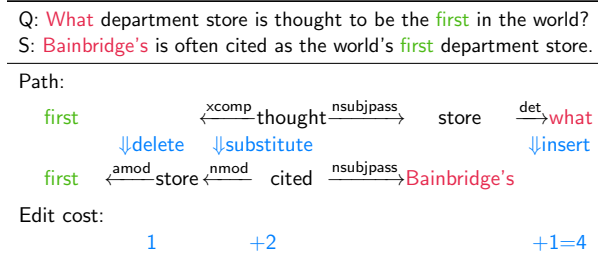 Q: What department store is thought to be the first in the world?
S: Bainbridge's is often cited as the world's first department store.
Path:
first ←xcomp thought nsubjpass→ store det→ what
⇓delete ⇓substitute ⇓insert
first ←amod store ←nmod cited nsubjpass→ Bainbridge's
Edit cost:
1 +2 +1=4